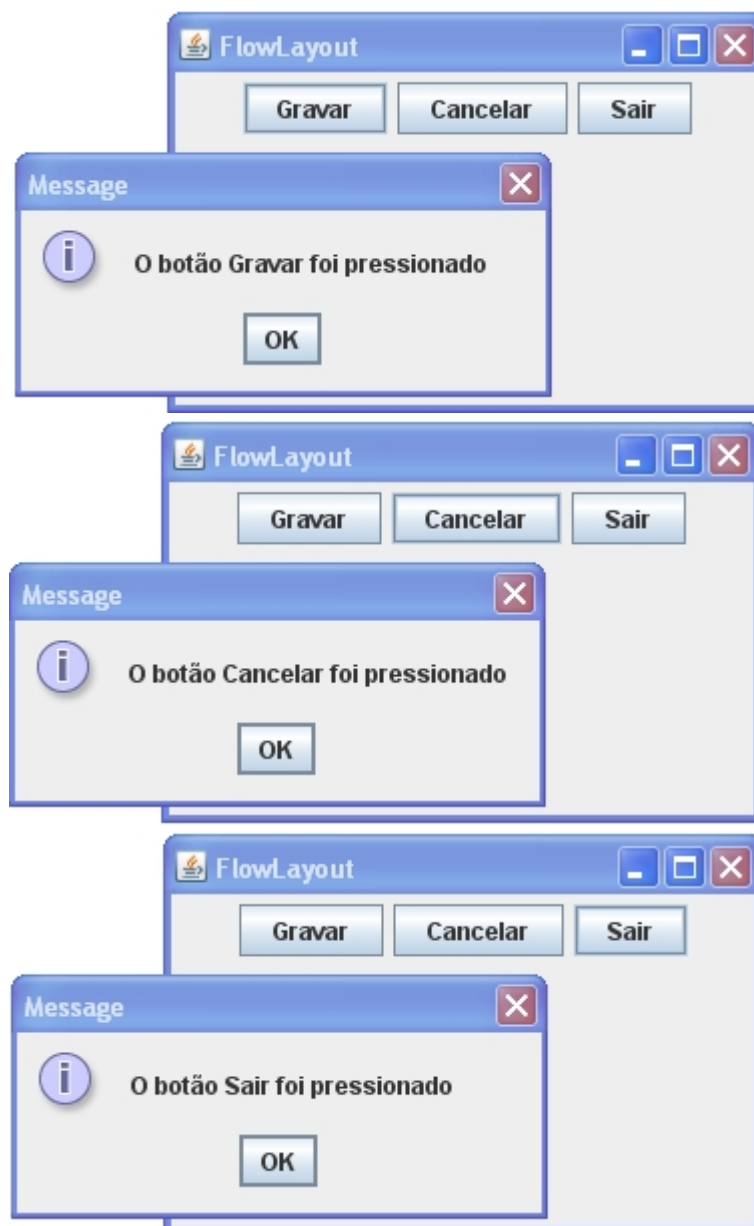 FlowLayout
Gravar Cancelar Sair
Message
O botão Gravar foi pressionado
OK
FlowLayout
Gravar Cancelar Sair
Message
O botão Cancelar foi pressionado
OK
FlowLayout
Gravar Cancelar Sair
Message
O botão Sair foi pressionado
OK